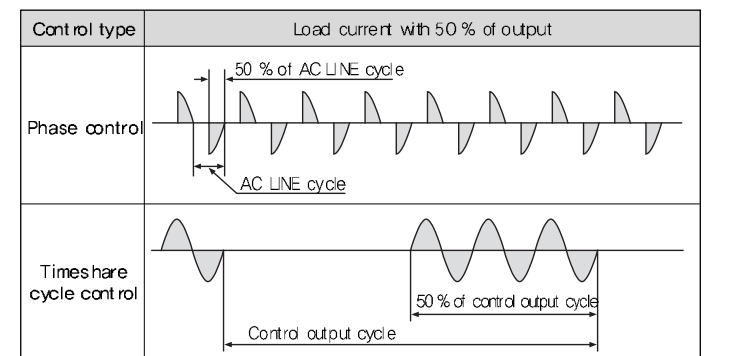 Control type
Load current with 50 % of output
50 % of AC LINE cycle
Phase control
AC LINE cycle
Timeshare
cycle control
50 % of control output cycle
Control output cycle